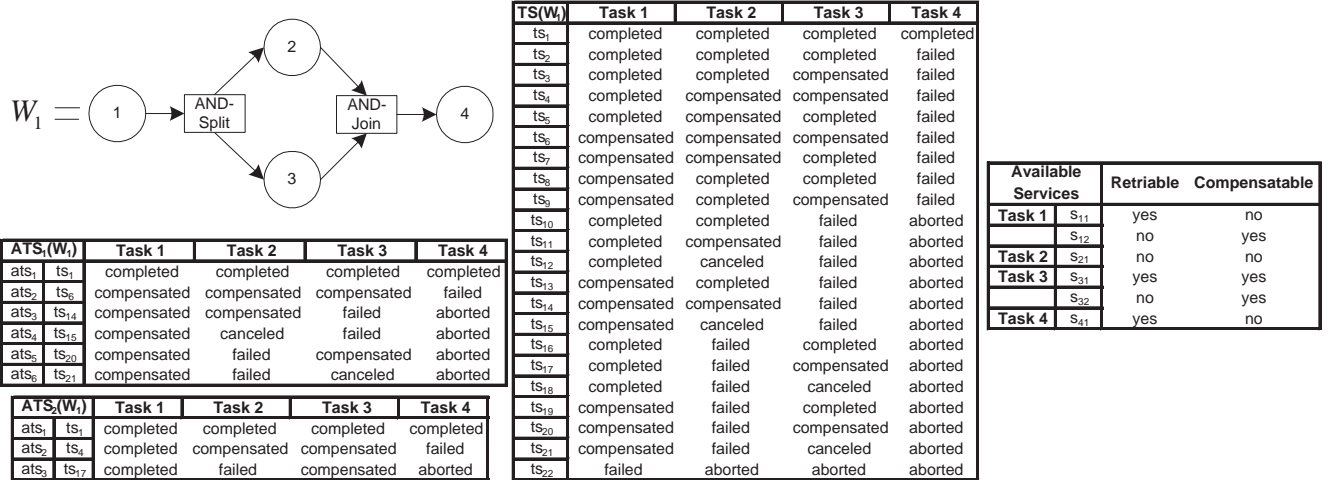 W₁ =
1
AND-Split
2
3
AND-Join
4
ATS₁(W₁) Task 1 Task 2 Task 3 Task 4
ats₁ ts₁ completed completed completed completed
ats₂ ts₆ compensated compensated compensated failed
ats₃ ts₁₄ compensated compensated failed aborted
ats₄ ts₁₅ compensated canceled failed aborted
ats₅ ts₂₀ compensated failed compensated aborted
ats₆ ts₂₁ compensated failed canceled aborted
ATS₂(W₁) Task 1 Task 2 Task 3 Task 4
ats₁ ts₁ completed completed completed completed
ats₂ ts₄ completed compensated compensated failed
ats₃ ts₁₇ completed failed compensated aborted
TS(W₁) Task 1 Task 2 Task 3 Task 4
ts₁ completed completed completed completed
ts₂ completed completed completed failed
ts₃ completed completed compensated failed
ts₄ completed compensated compensated failed
ts₅ completed compensated completed failed
ts₆ compensated compensated compensated failed
ts₇ compensated compensated completed failed
ts₈ compensated completed completed failed
ts₉ compensated completed compensated failed
ts₁₀ completed completed failed aborted
ts₁₁ completed compensated failed aborted
ts₁₂ completed canceled failed aborted
ts₁₃ compensated completed failed aborted
ts₁₄ compensated compensated failed aborted
ts₁₅ compensated canceled failed aborted
ts₁₆ completed failed completed aborted
ts₁₇ completed failed compensated aborted
ts₁₈ completed failed canceled aborted
ts₁₉ compensated failed completed aborted
ts₂₀ compensated failed compensated aborted
ts₂₁ compensated failed canceled aborted
ts₂₂ failed aborted aborted aborted
Available Services Retriable Compensatable
Task 1 s₁₁ yes no
s₁₂ no yes
Task 2 s₂₁ no no
Task 3 s₃₁ yes yes
s₃₂ no yes
Task 4 s₄₁ yes no